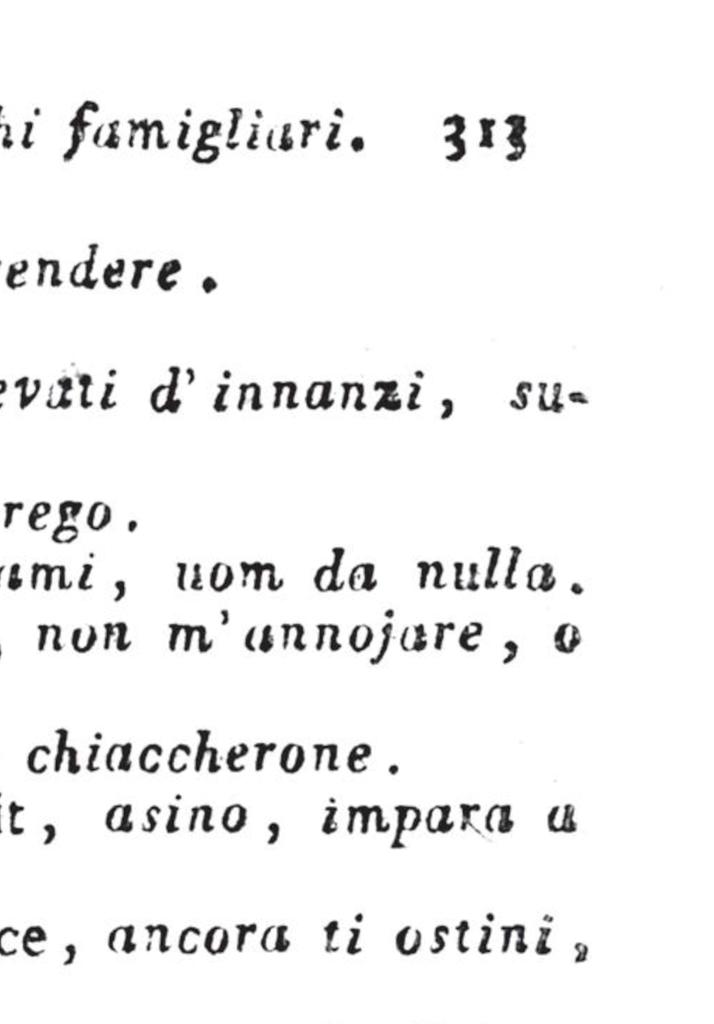 hi famigliari. 313
endere.
evati d'innanzi, su-
rego.
ami, uom da nulla.
, non m'annojare, o
chiaccherone.
it, asino, impara a
ce, ancora ti ostini,